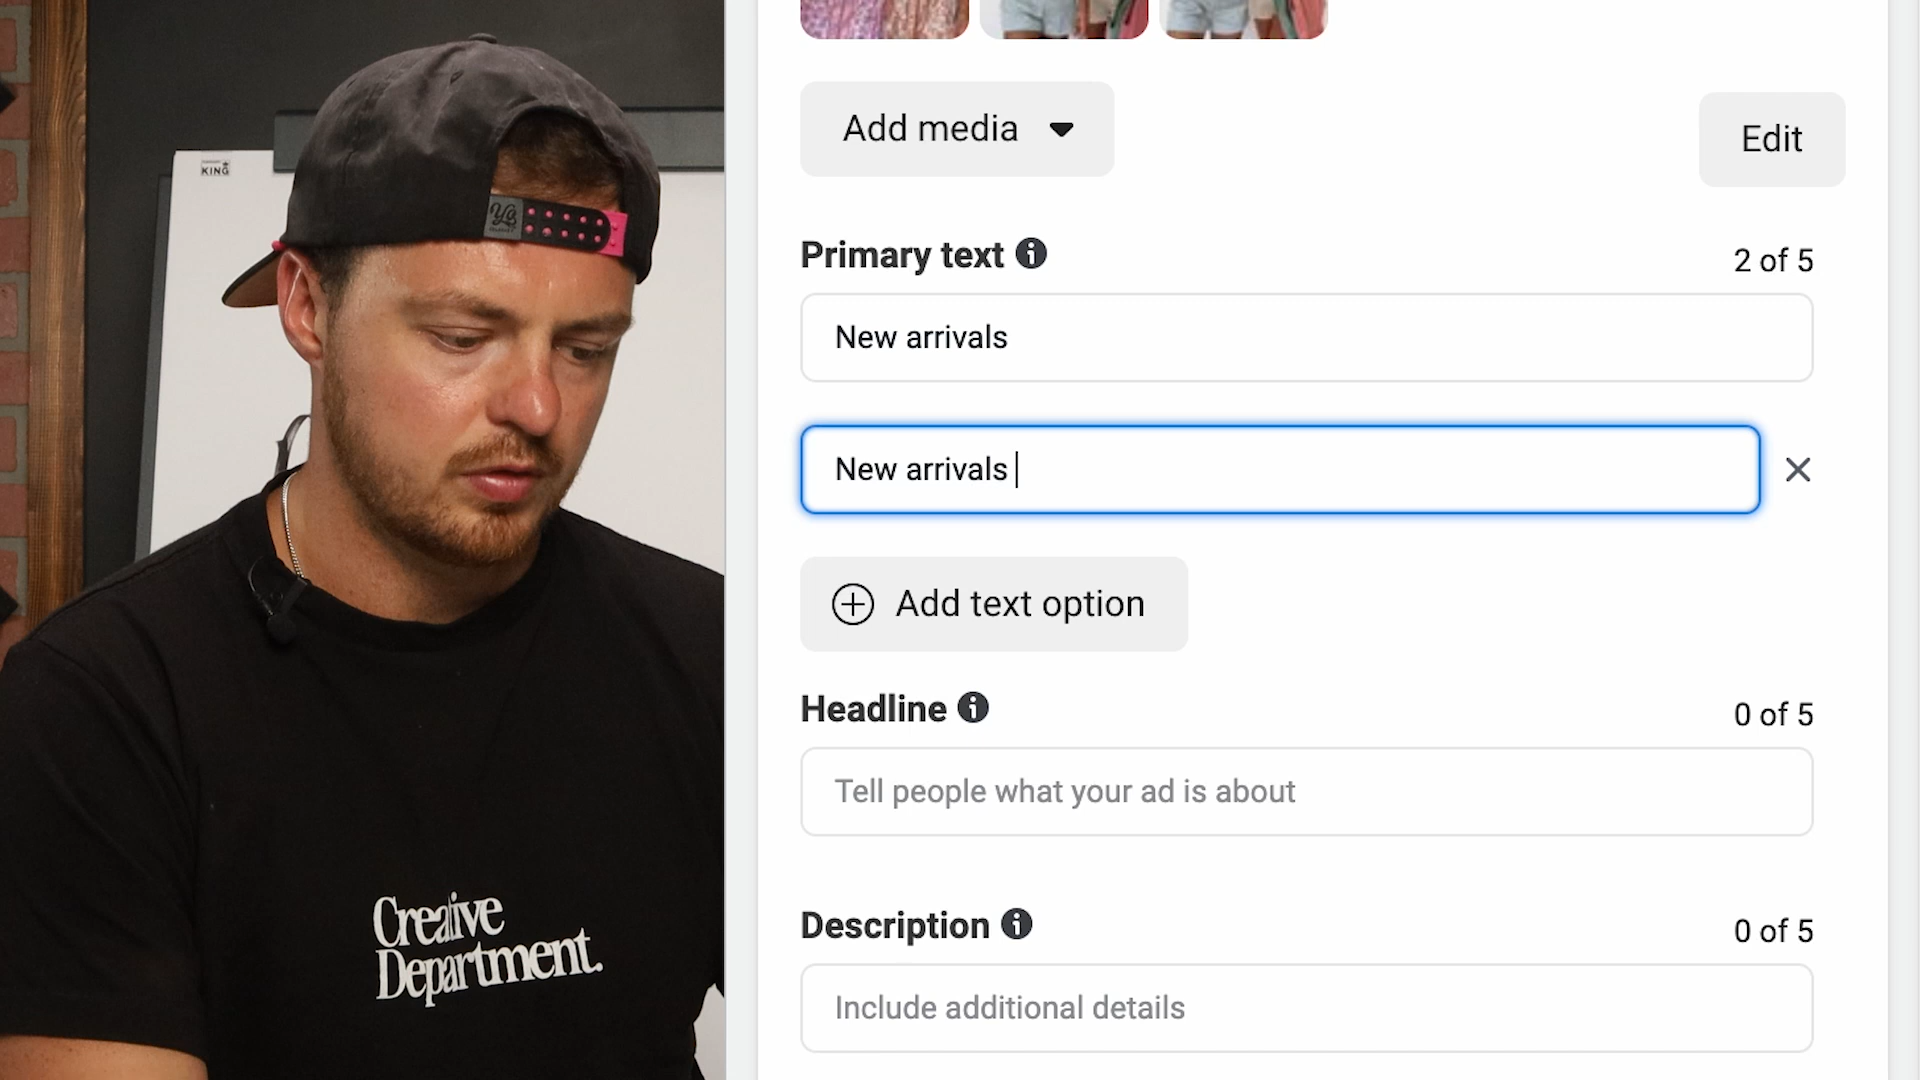 KING
Yo
Creative
Department.
Add media
Edit
Primary text
2 of 5
New arrivals
New arrivals
Add text option
Headline
0 of 5
Tell people what your ad is about
Description
0 of 5
Include additional details